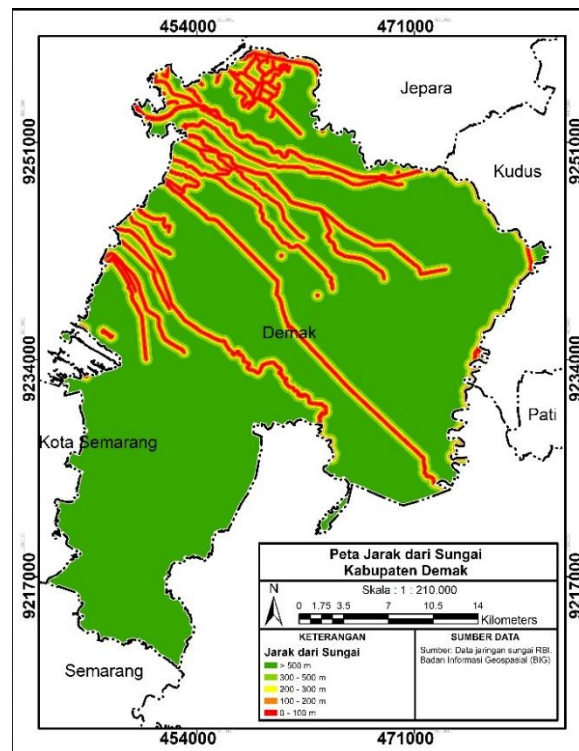 454000 471000
Jepara
9251000
9251000
Kudus
Demak
9234000
9234000
Pati
Kota Semarang
Peta Jarak dari Sungai
Kabupaten Demak
Skala : 1 : 210.000
N
0 1.75 3.5 7 10.5 14
Kilometers
9217000
9217000
KETERANGAN
Jarak dari Sungai
> 500 m
300 - 500 m
200 - 300 m
100 - 200 m
0 - 100 m
SUMBER DATA
Sumber: Data jaringan sungai RBI.
Badan Informasi Geospasial (BIG)
Semarang
454000 471000